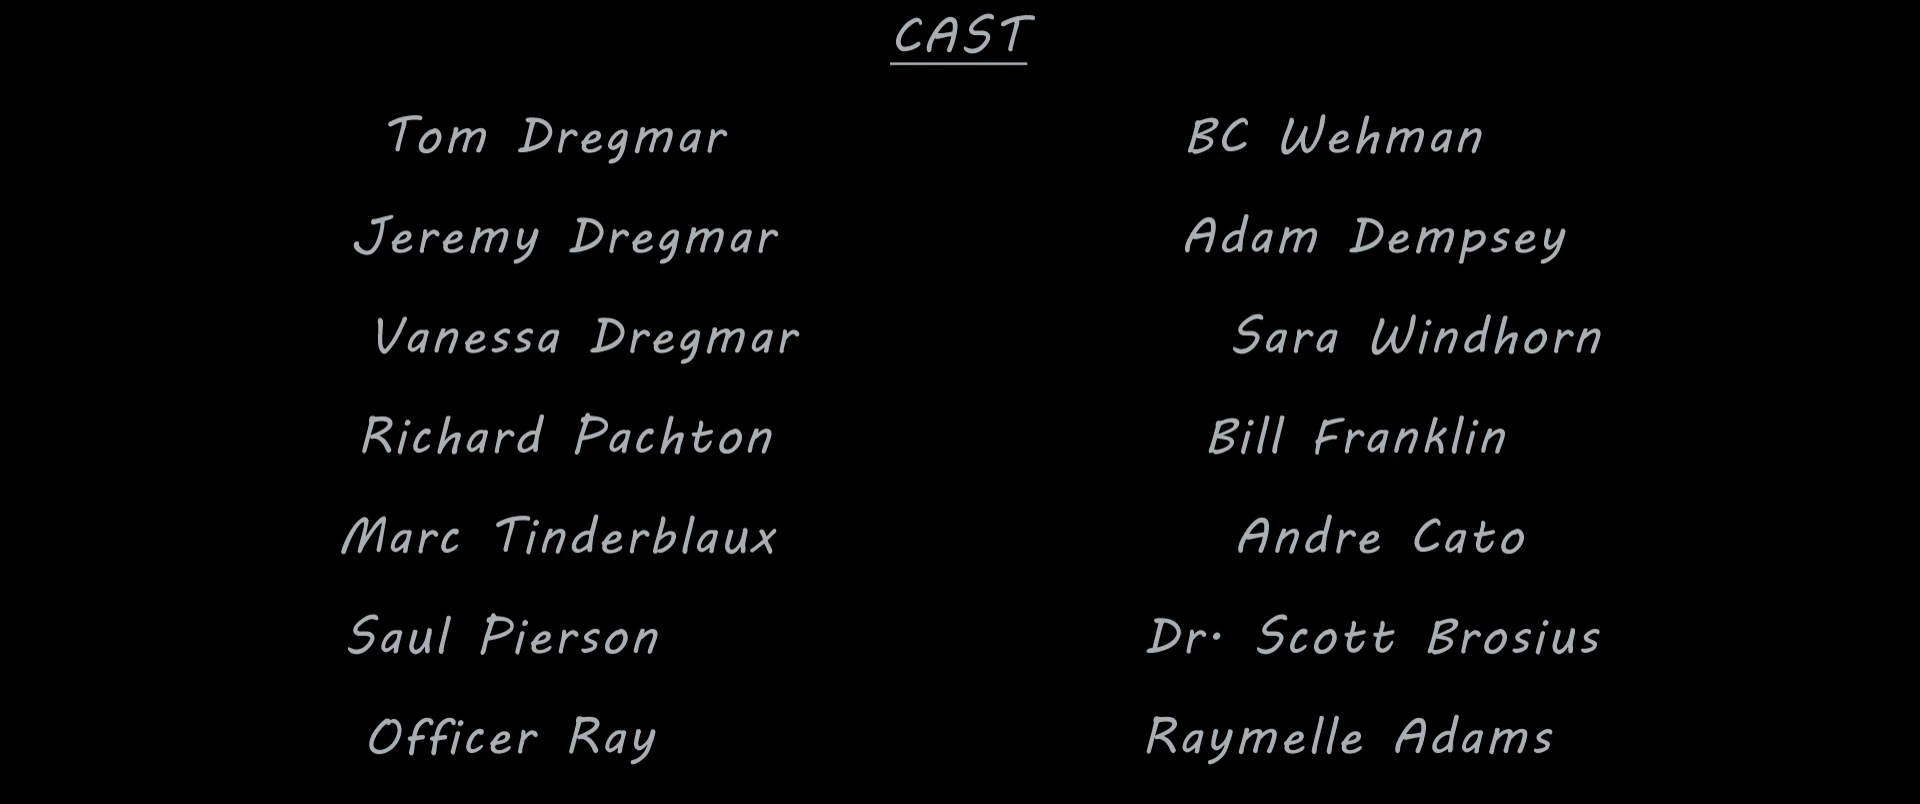 CAST
Tom Dregmar BC Wehman
Jeremy Dregmar Adam Dempsey
Vanessa Dregmar Sara Windhorn
Richard Pachton Bill Franklin
Marc Tinderblaux Andre Cato
Saul Pierson Dr. Scott Brosius
Officer Ray Raymelle Adams